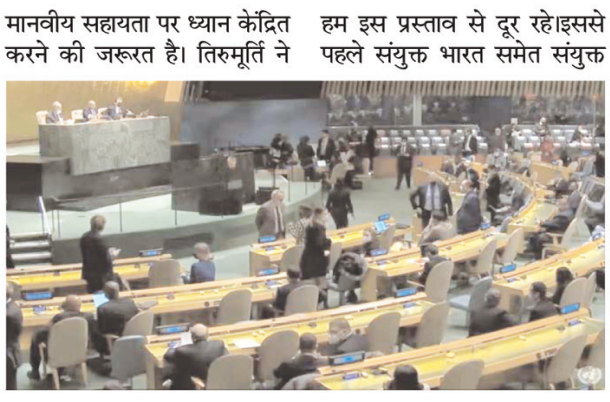 मानवीय सहायता पर ध्यान केंद्रित
करने की जरूरत है। तिरुमूर्ति ने
हम इस प्रस्ताव से दूर रहे।इससे
पहले संयुक्त भारत समेत संयुक्त